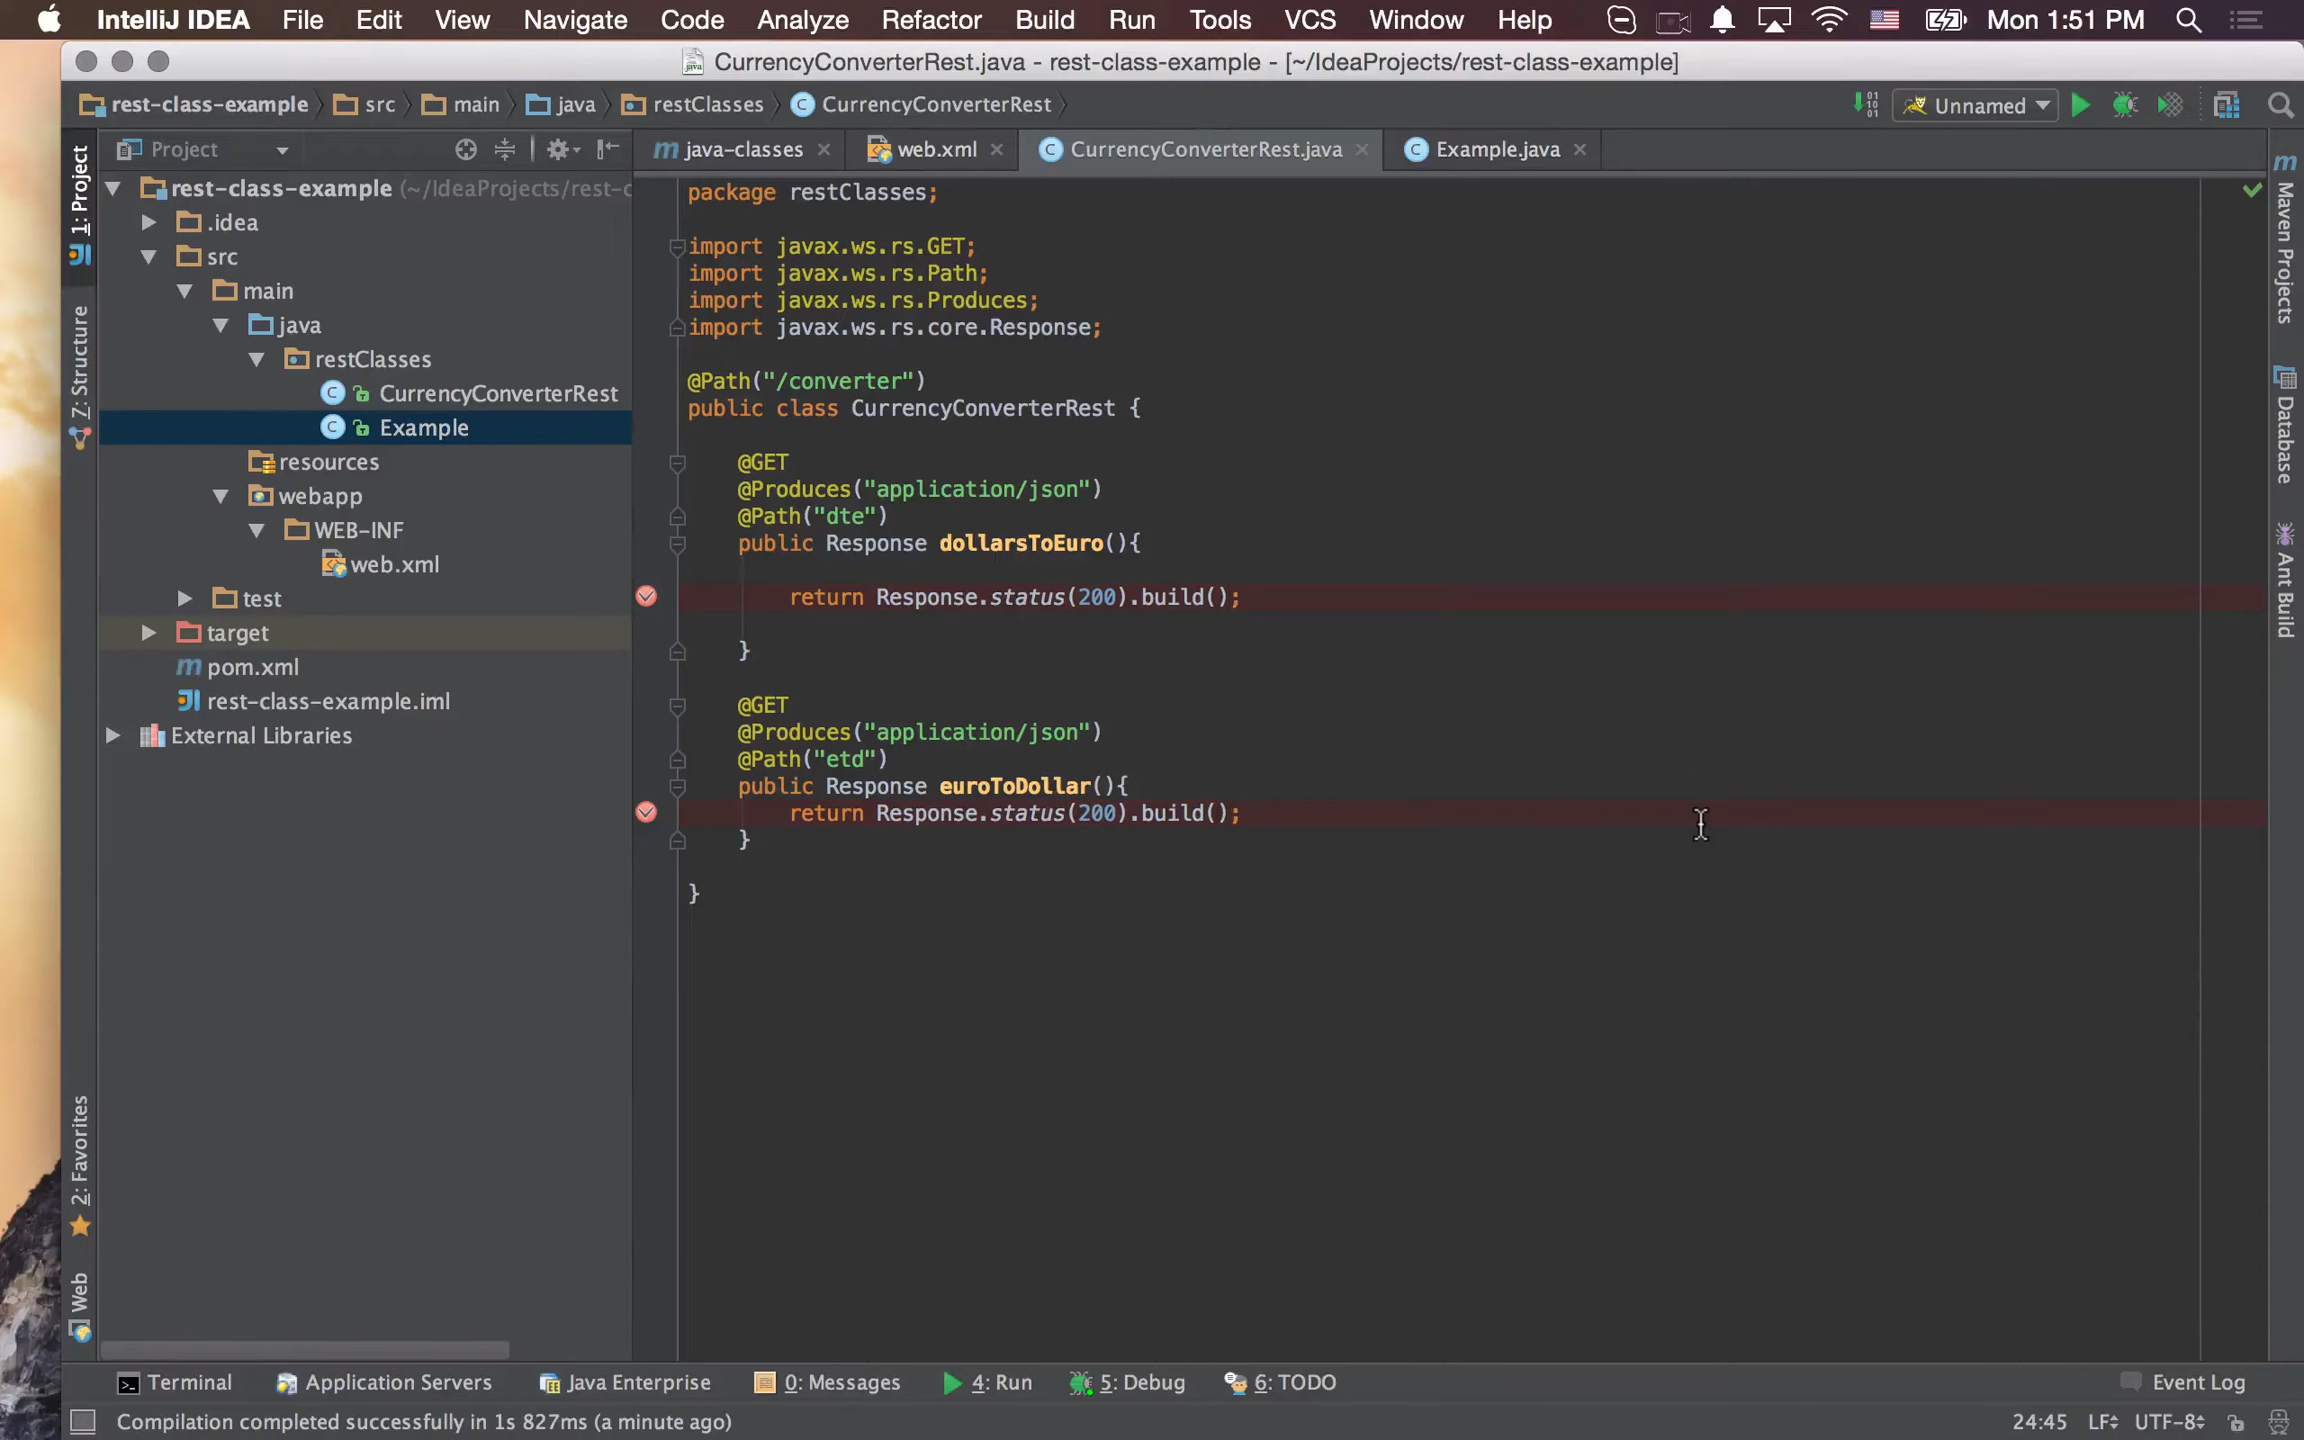 IntelliJ IDEA File Edit View Navigate Code Analyze Refactor Build Run Tools VCS Window Help Mon 1:51 PM
CurrencyConverterRest.java - rest-class-example - [~/IdeaProjects/rest-class-example]
rest-class-example src main java restClasses CurrencyConverterRest Unnamed
Project java-classes web.xml CurrencyConverterRest.java Example.java
1: Project
Z: Structure
2: Favorites
Web
rest-class-example (~/IdeaProjects/rest-c
.idea
src
main
java
restClasses
CurrencyConverterRest
Example
resources
webapp
WEB-INF
web.xml
test
target
pom.xml
rest-class-example.iml
External Libraries
package restClasses;
import javax.ws.rs.GET;
import javax.ws.rs.Path;
import javax.ws.rs.Produces;
import javax.ws.rs.core.Response;
@Path("/converter")
public class CurrencyConverterRest {
@GET
@Produces("application/json")
@Path("dte")
public Response dollarsToEuro(){
return Response.status(200).build();
}
@GET
@Produces("application/json")
@Path("etd")
public Response euroToDollar(){
return Response.status(200).build();
}
}
Maven Projects
Database
Ant Build
Terminal Application Servers Java Enterprise 0: Messages 4: Run 5: Debug 6: TODO Event Log
Compilation completed successfully in 1s 827ms (a minute ago) 24:45 LF UTF-8